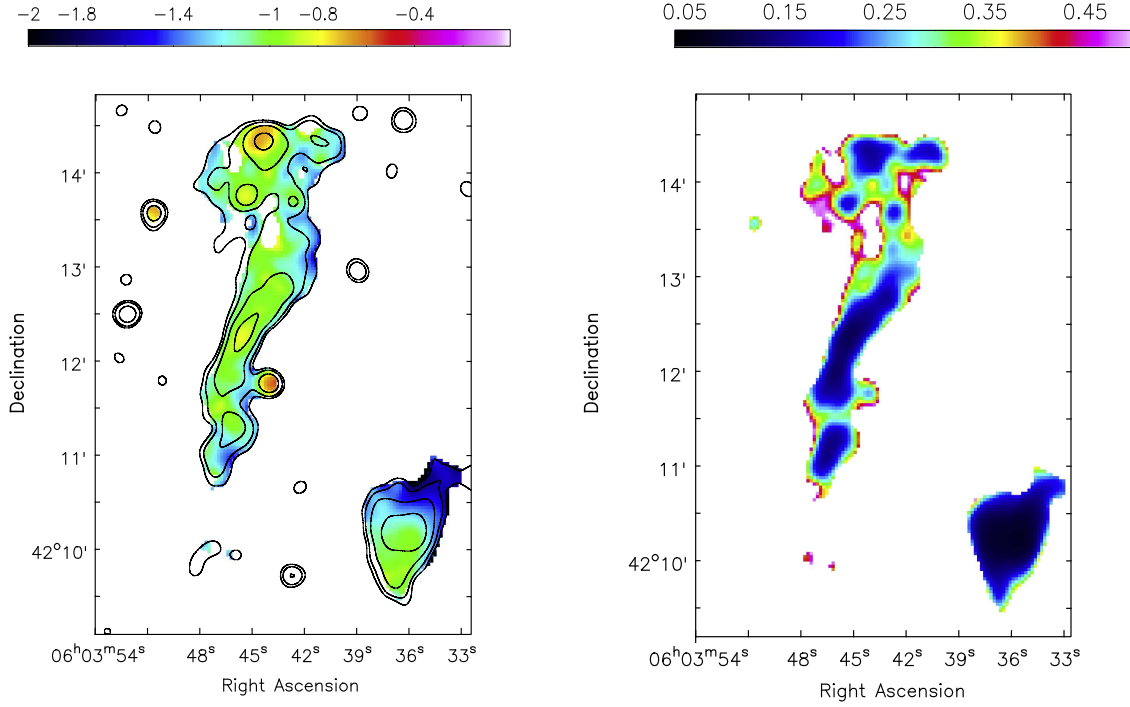 −2 −1.8 −1.4 −1 −0.8 −0.4
0.05 0.15 0.25 0.35 0.45
14'
13'
12'
11'
42°10'
Declination
06ʰ03ᵐ54ˢ 48ˢ 45ˢ 42ˢ 39ˢ 36ˢ 33ˢ
Right Ascension
14'
13'
12'
11'
42°10'
Declination
06ʰ03ᵐ54ˢ 48ˢ 45ˢ 42ˢ 39ˢ 36ˢ 33ˢ
Right Ascension